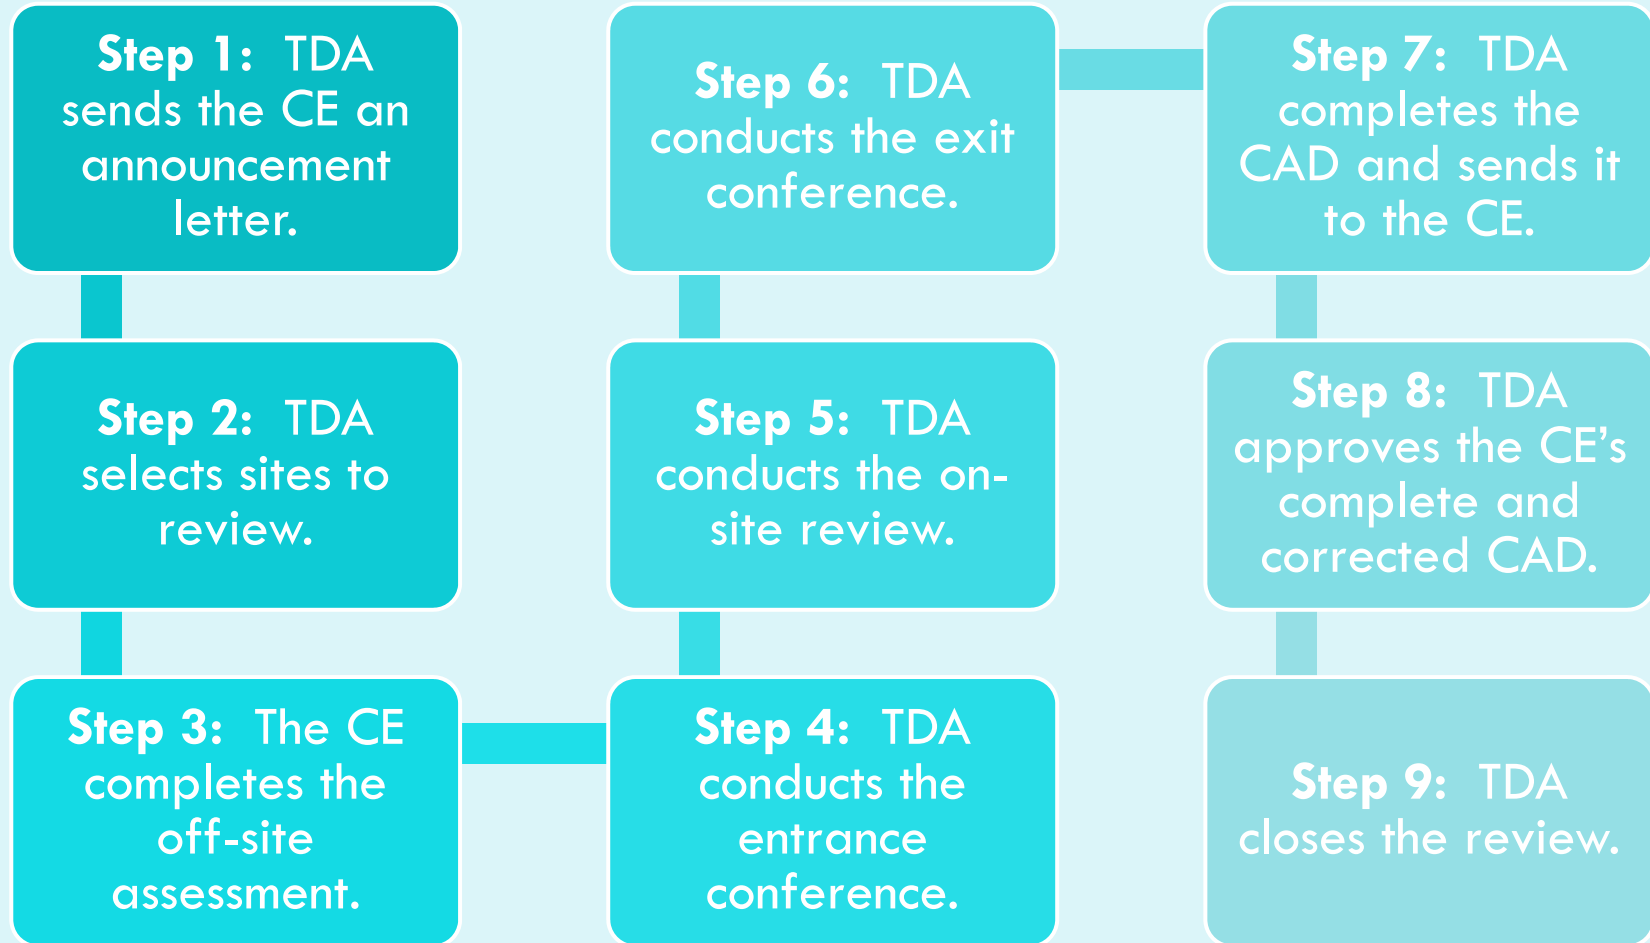 Step 1: TDA
sends the CE an
announcement
letter.
Step 2: TDA
selects sites to
review.
Step 3: The CE
completes the
off-site
assessment.
Step 4: TDA
conducts the
entrance
conference.
Step 5: TDA
conducts the on-
site review.
Step 6: TDA
conducts the exit
conference.
Step 7: TDA
completes the
CAD and sends it
to the CE.
Step 8: TDA
approves the CE’s
complete and
corrected CAD.
Step 9: TDA
closes the review.